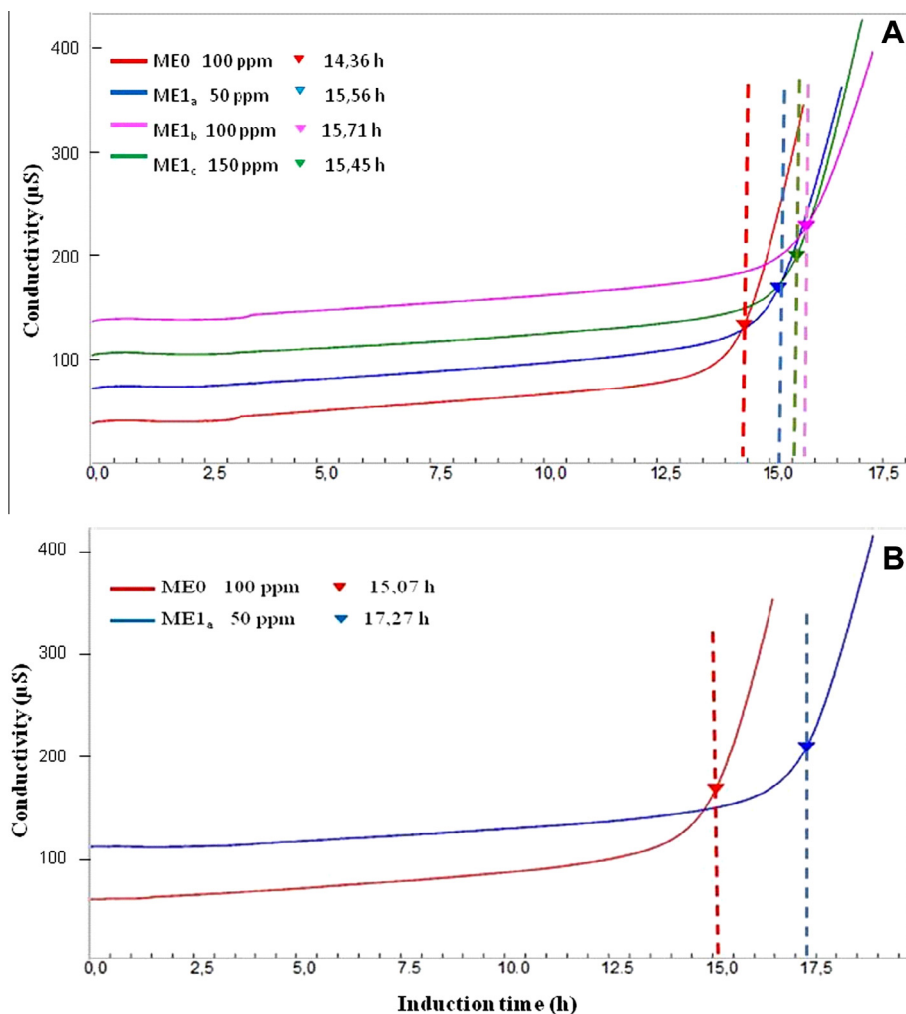 A
400
ME0 100 ppm 14,36 h
ME1a 50 ppm 15,56 h
ME1b 100 ppm 15,71 h
ME1c 150 ppm 15,45 h
300
200
100
Conductivity (µS)
0,0 2,5 5,0 7,5 10,0 12,5 15,0 17,5
B
400
ME0 100 ppm 15,07 h
ME1a 50 ppm 17,27 h
300
200
100
Conductivity (µS)
0,0 2,5 5,0 7.5 10.0 12,5 15,0 17,5
Induction time (h)